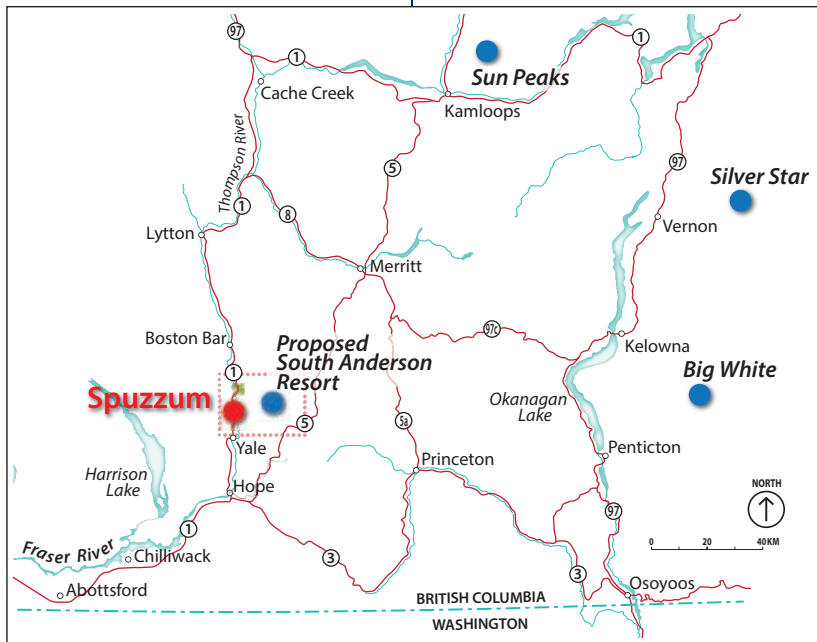 97
1
1
Sun Peaks
Cache Creek
Kamloops
Thompson River
5
97
Silver Star
1
8
Vernon
Lytton
Merritt
97c
Boston Bar
Proposed
South Anderson
Resort
Kelowna
1
Big White
Spuzzum
Okanagan
Lake
5
5a
Yale
Penticton
Princeton
Harrison
Lake
Hope
NORTH
97
1
0 20 40KM
Fraser River
Chilliwack
3
3
Abottsford
Osoyoos
BRITISH COLUMBIA
WASHINGTON